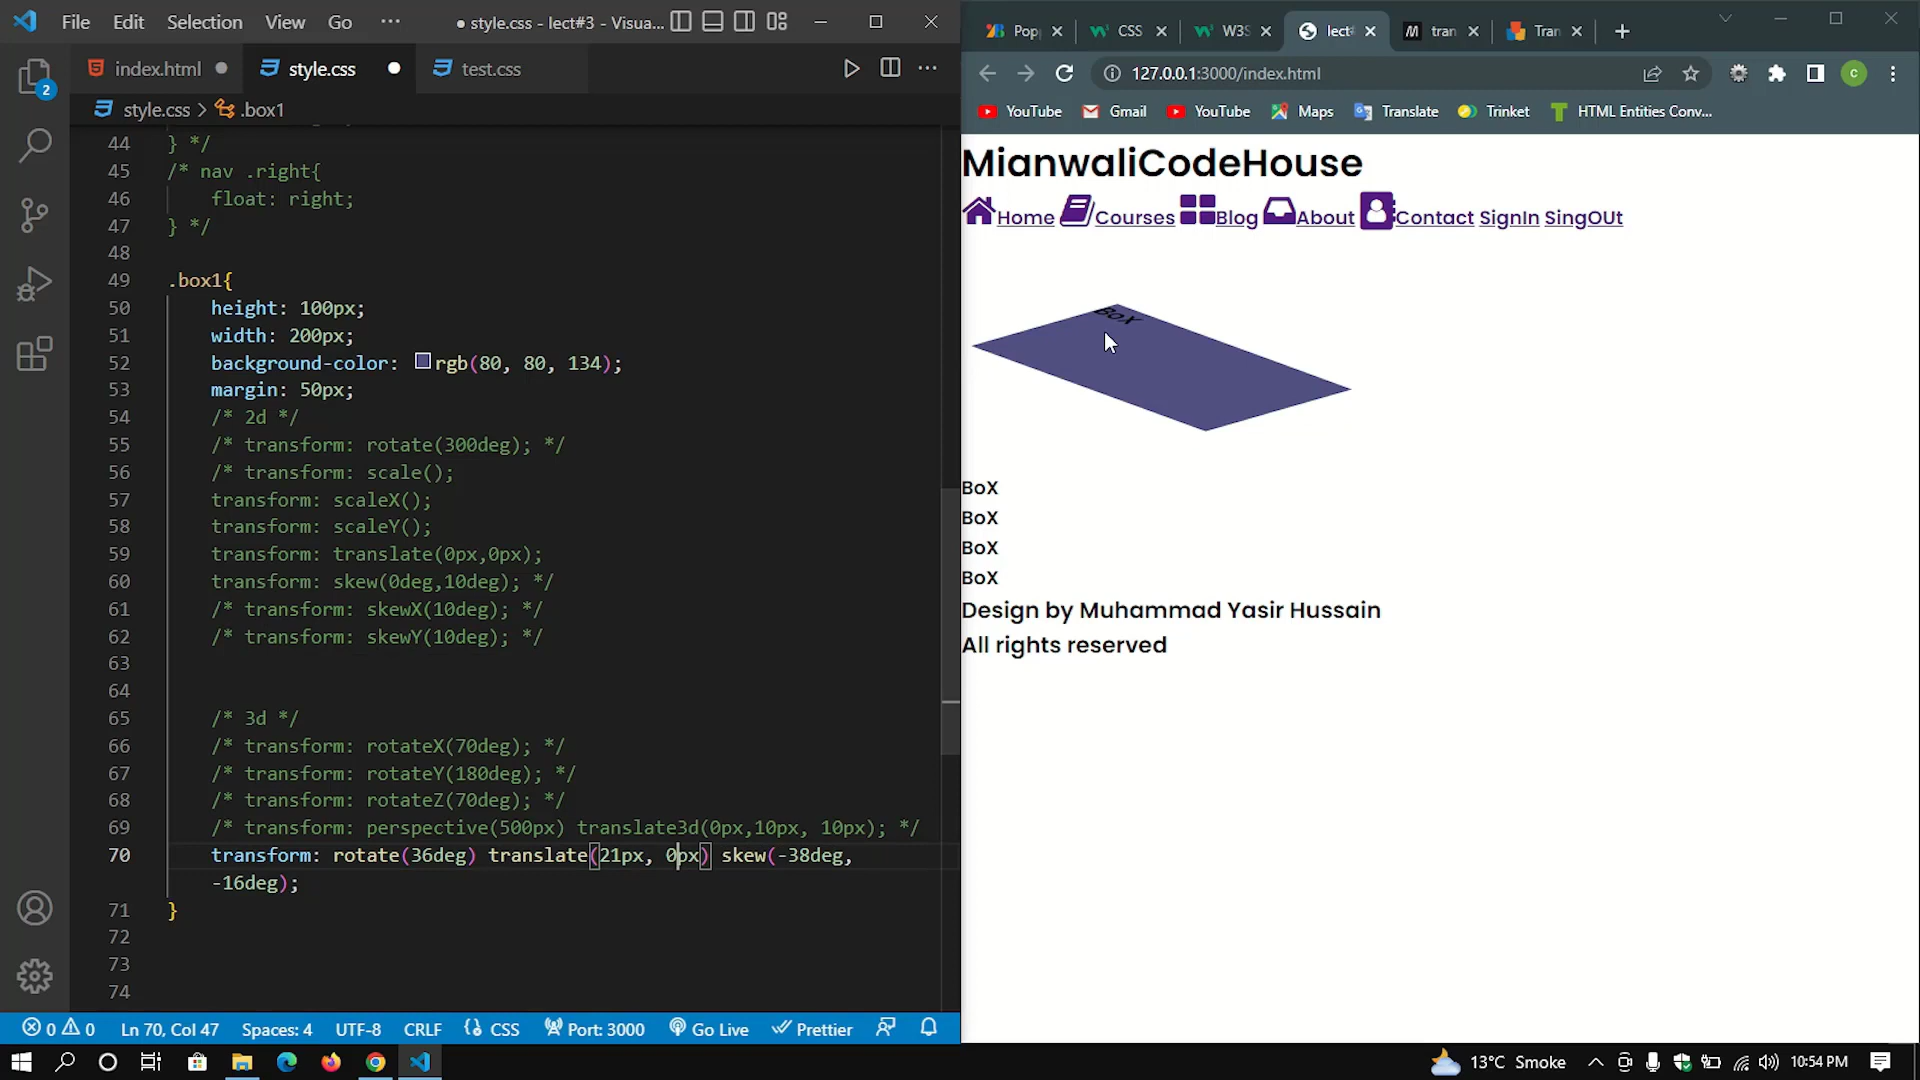 File Edit Selection View Go ··· ● style.css - lect#3 - Visua...
index.html ● style.css ● test.css
style.css > .box1
44 } */
45 /* nav .right{
46 float: right;
47 } */
48
49 .box1{
50 height: 100px;
51 width: 200px;
52 background-color: rgb(80, 80, 134);
53 margin: 50px;
54 /* 2d */
55 /* transform: rotate(300deg); */
56 /* transform: scale();
57 transform: scaleX();
58 transform: scaleY();
59 transform: translate(0px,0px);
60 transform: skew(0deg,10deg); */
61 /* transform: skewX(10deg); */
62 /* transform: skewY(10deg); */
63
64
65 /* 3d */
66 /* transform: rotateX(70deg); */
67 /* transform: rotateY(180deg); */
68 /* transform: rotateZ(70deg); */
69 /* transform: perspective(500px) translate3d(0px,10px, 10px); */
70 transform: rotate(36deg) translate(21px, 0px) skew(-38deg,
-16deg);
71 }
72
73
74
2
0 0 Ln 70, Col 47 Spaces: 4 UTF-8 CRLF CSS Port: 3000 Go Live Prettier
Pop CSS W3S lect tran Tran
127.0.0.1:3000/index.html C
YouTube Gmail YouTube Maps Translate Trinket HTML Entities Conv...
MianwaliCodeHouse
Home Courses Blog About Contact SignIn SingOUt
BoX
BoX
BoX
BoX
BoX
Design by Muhammad Yasir Hussain
All rights reserved
13°C Smoke 10:54 PM